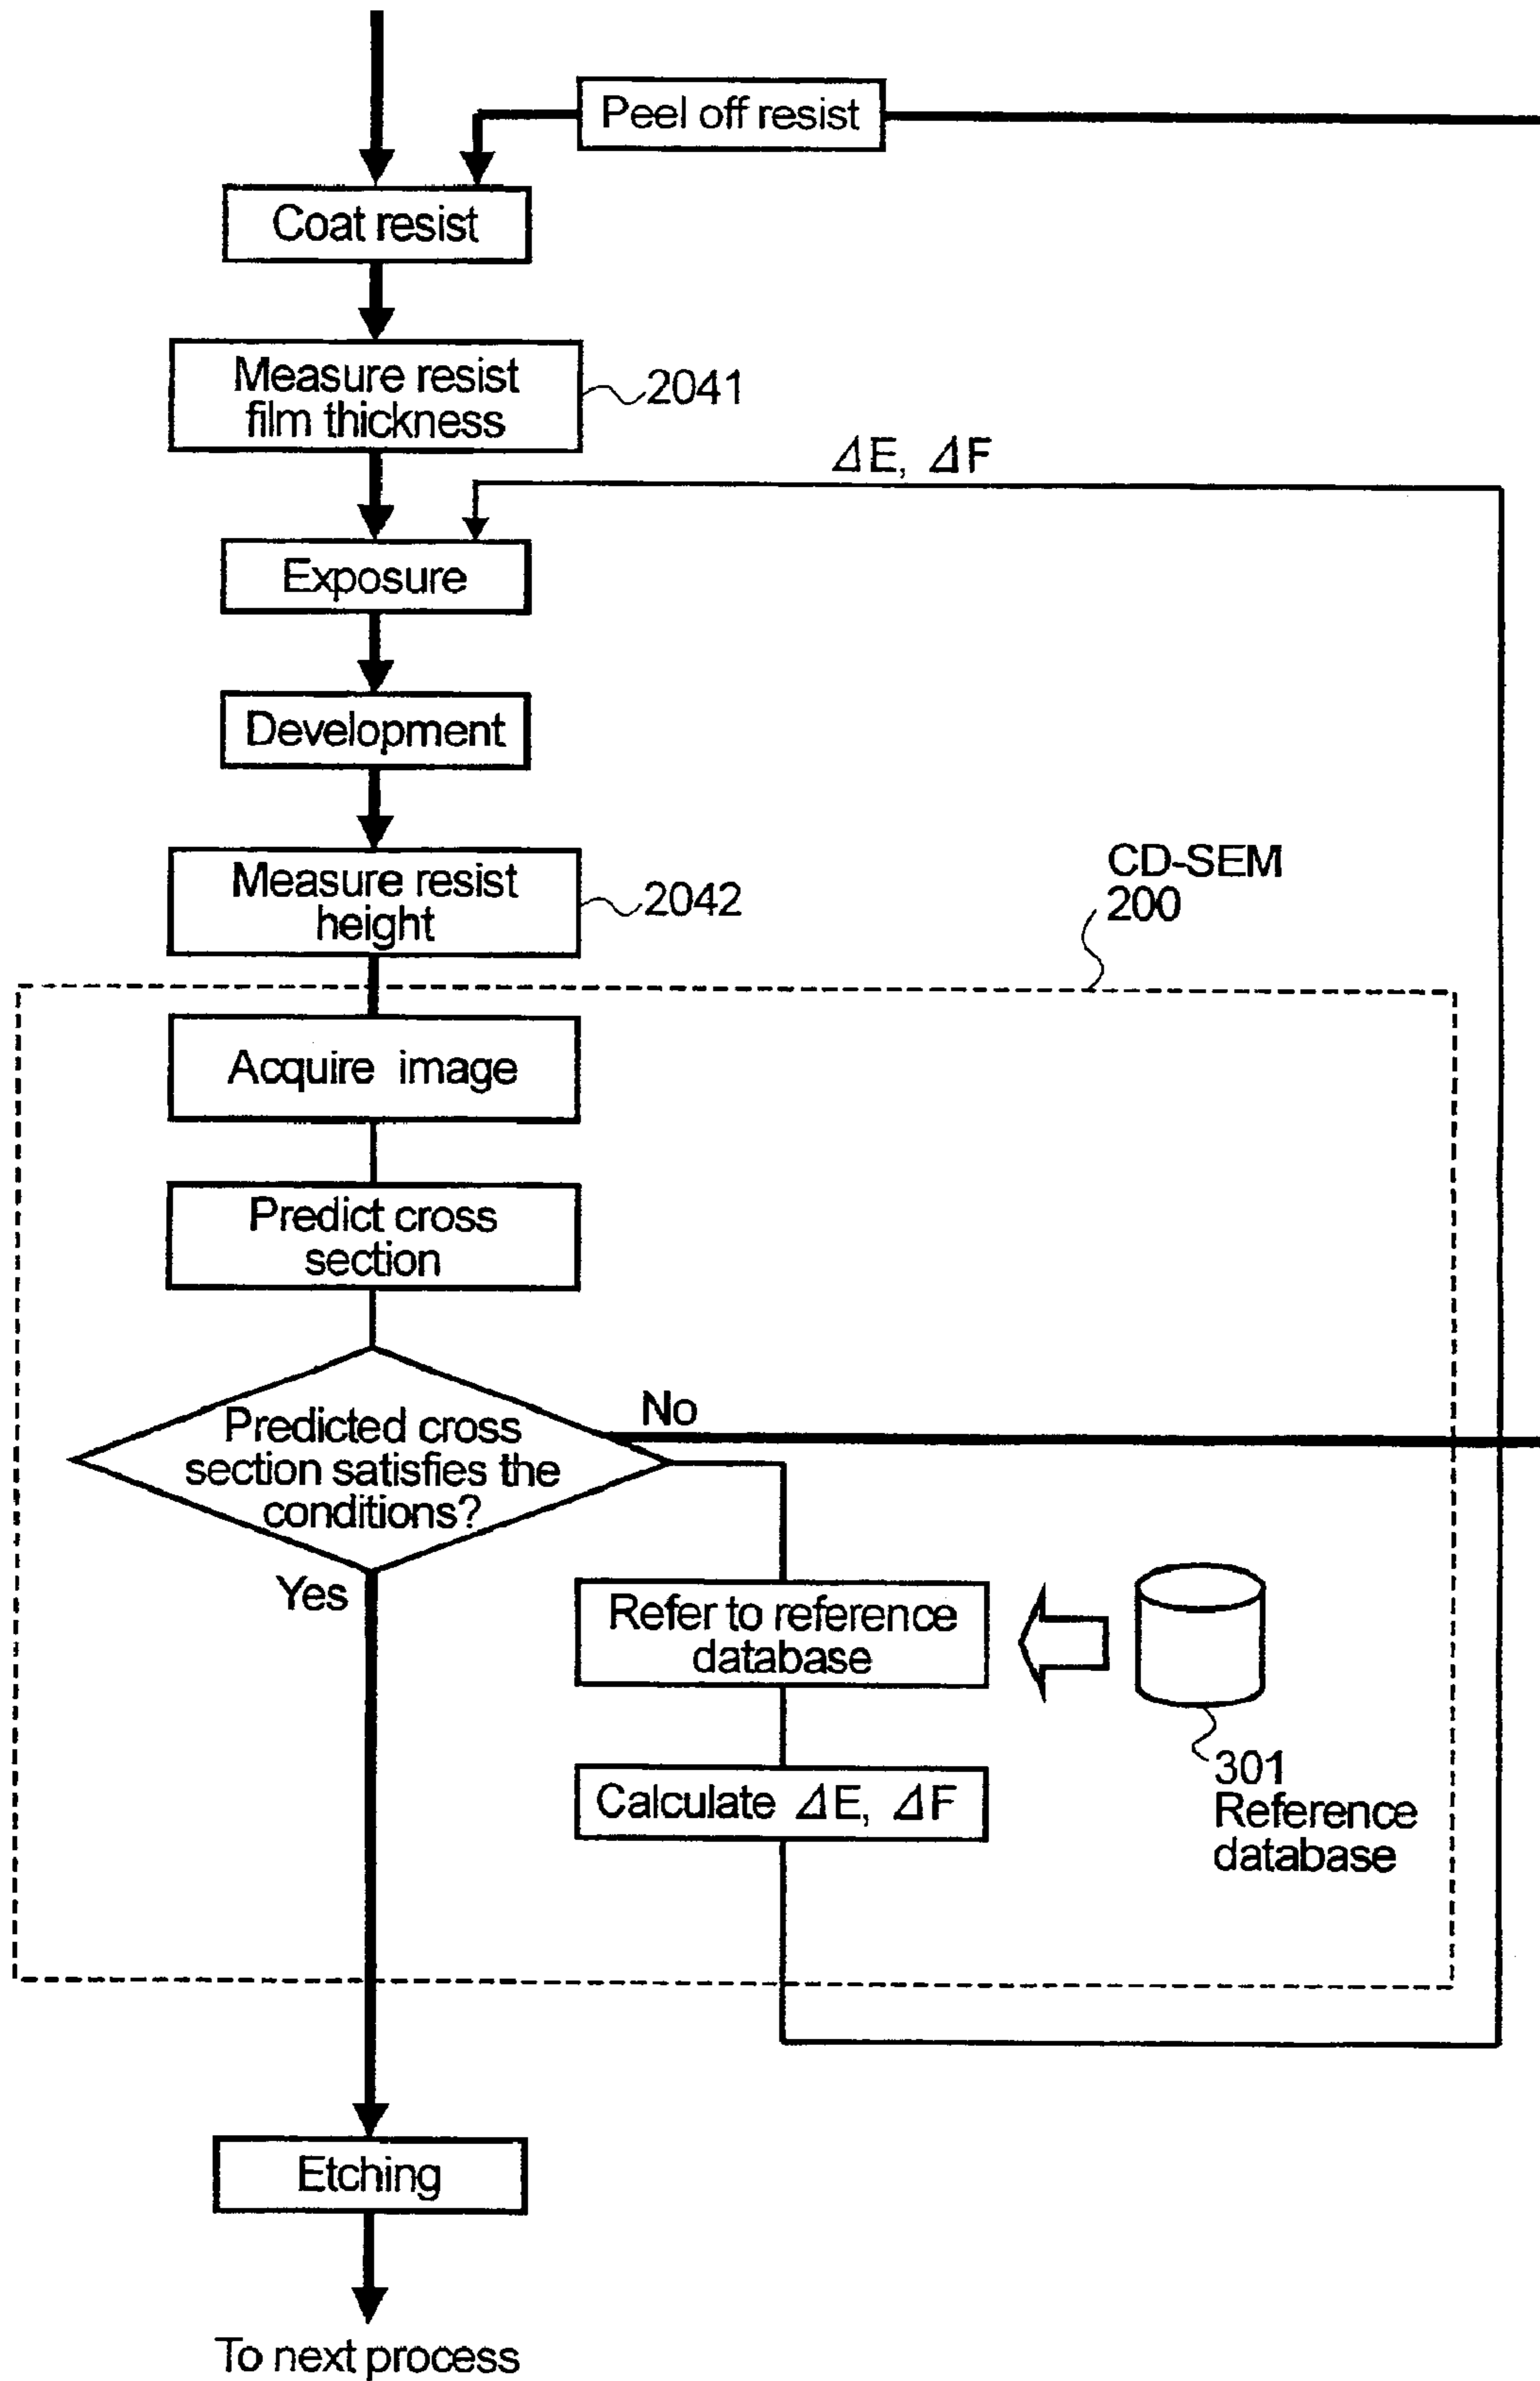 Peel off resist
Coat resist
Measure resist
film thickness
2041
ΔE, ΔF
Exposure
Development
Measure resist
height
2042
CD-SEM
200
Acquire image
Predict cross
section
Predicted cross
section satisfies the
conditions?
No
Yes
Refer to reference
database
Calculate ΔE, ΔF
301
Reference
database
Etching
To next process